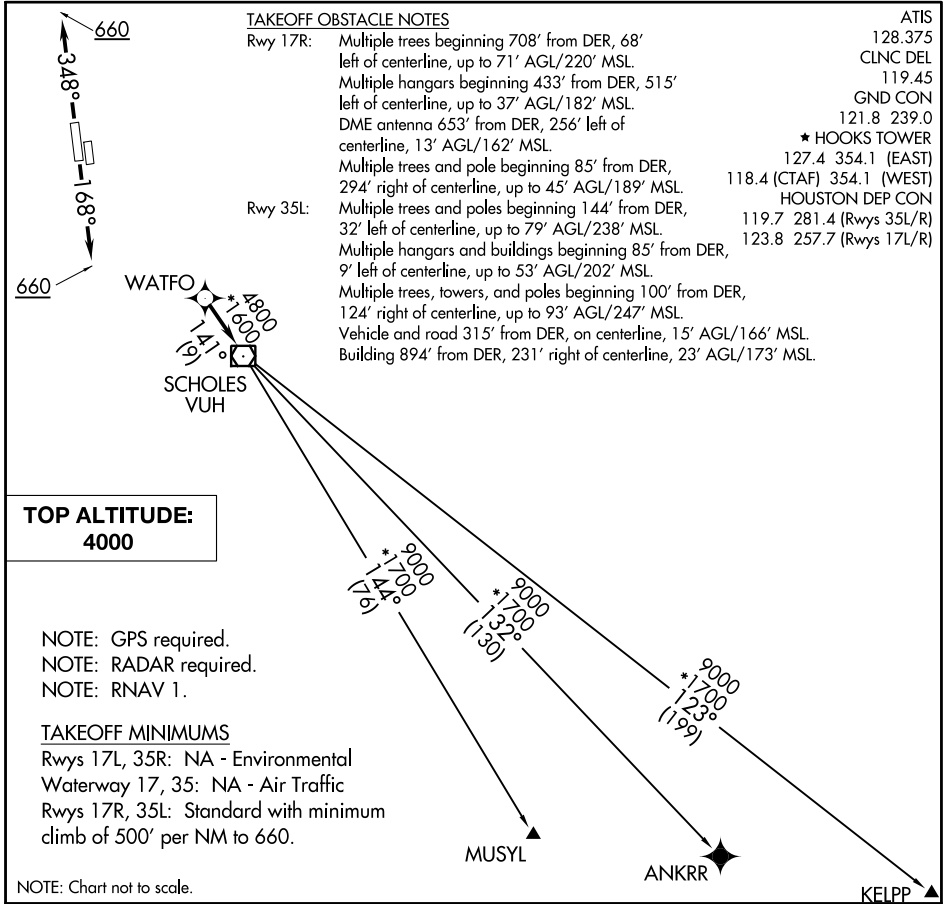 660
348°
168°
660
TAKEOFF OBSTACLE NOTES
Rwy 17R: Multiple trees beginning 708' from DER, 68'
left of centerline, up to 71' AGL/220' MSL.
Multiple hangars beginning 433' from DER, 515'
left of centerline, up to 37' AGL/182' MSL.
DME antenna 653' from DER, 256' left of
centerline, 13' AGL/162' MSL.
Multiple trees and pole beginning 85' from DER,
294' right of centerline, up to 45' AGL/189' MSL.
Rwy 35L: Multiple trees and poles beginning 144' from DER,
32' left of centerline, up to 79' AGL/238' MSL.
Multiple hangars and buildings beginning 85' from DER,
9' left of centerline, up to 53' AGL/202' MSL.
Multiple trees, towers, and poles beginning 100' from DER,
124' right of centerline, up to 93' AGL/247' MSL.
Vehicle and road 315' from DER, on centerline, 15' AGL/166' MSL.
Building 894' from DER, 231' right of centerline, 23' AGL/173' MSL.
ATIS
128.375
CLNC DEL
119.45
GND CON
121.8 239.0
★ HOOKS TOWER
127.4 354.1 (EAST)
118.4 (CTAF) 354.1 (WEST)
HOUSTON DEP CON
119.7 281.4 (Rwys 35L/R)
123.8 257.7 (Rwys 17L/R)
WATFO
4800
*1600
141°
(9)
SCHOLES
VUH
TOP ALTITUDE:
4000
9000
*1700
144°
(76)
9000
*1700
132°
(130)
9000
*1700
123°
(199)
NOTE: GPS required.
NOTE: RADAR required.
NOTE: RNAV 1.
TAKEOFF MINIMUMS
Rwys 17L, 35R: NA - Environmental
Waterway 17, 35: NA - Air Traffic
Rwys 17R, 35L: Standard with minimum
climb of 500' per NM to 660.
MUSYL
ANKRR
KELPP
NOTE: Chart not to scale.